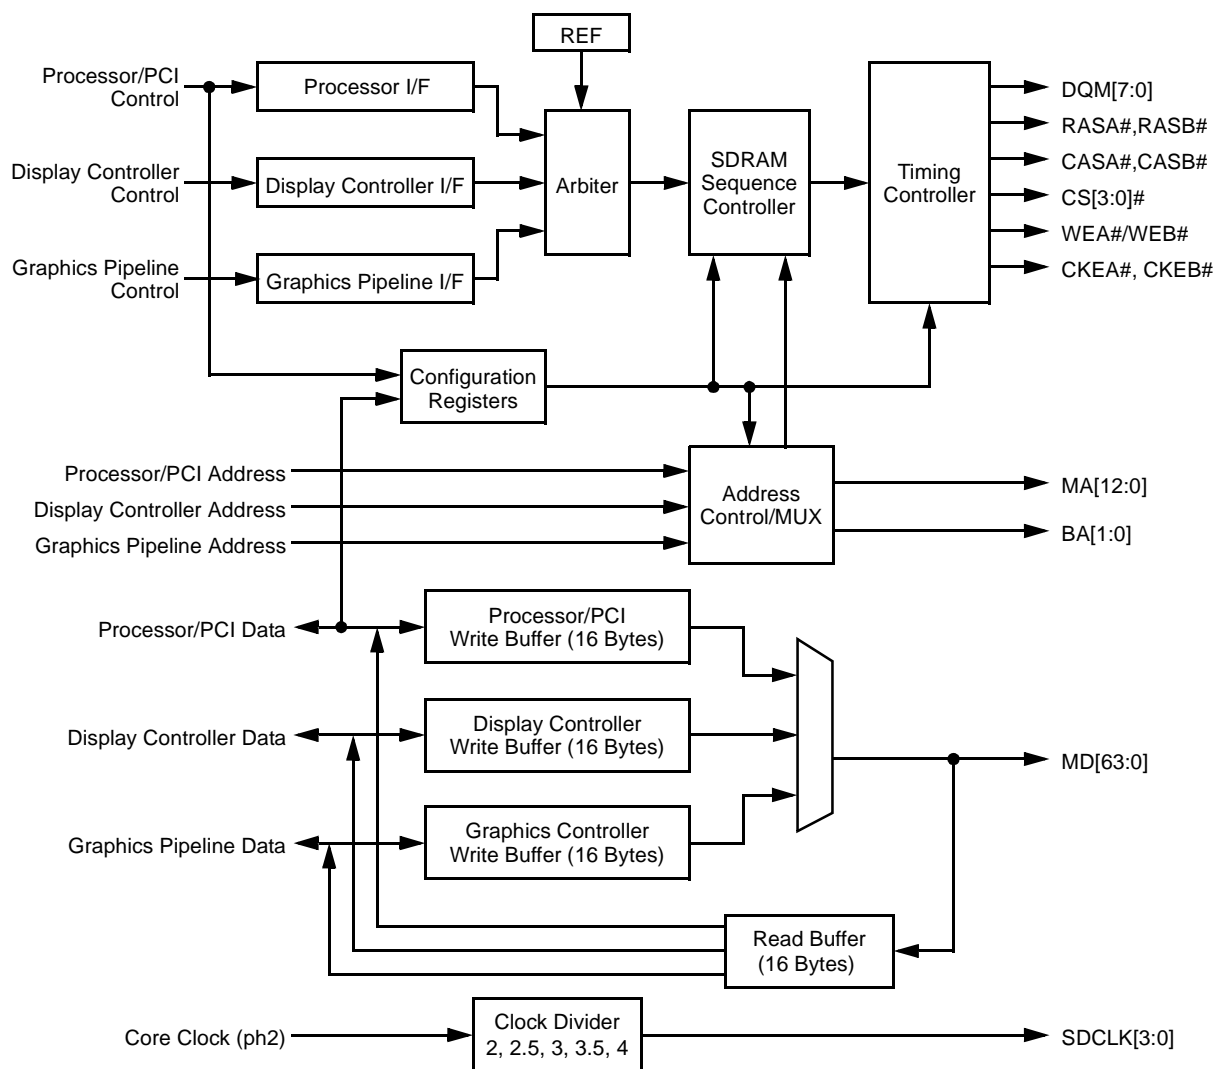 REF
Processor/PCI
Control
Processor I/F
DQM[7:0]
RASA#,RASB#
Display Controller
Control
Display Controller I/F
Arbiter
SDRAM
Sequence
Controller
Timing
Controller
CASA#,CASB#
CS[3:0]#
WEA#/WEB#
Graphics Pipeline
Control
Graphics Pipeline I/F
CKEA#, CKEB#
Configuration
Registers
Processor/PCI Address
Display Controller Address
Graphics Pipeline Address
Address
Control/MUX
MA[12:0]
BA[1:0]
Processor/PCI Data
Processor/PCI
Write Buffer (16 Bytes)
Display Controller Data
Display Controller
Write Buffer (16 Bytes)
MD[63:0]
Graphics Pipeline Data
Graphics Controller
Write Buffer (16 Bytes)
Read Buffer
(16 Bytes)
Core Clock (ph2)
Clock Divider
2, 2.5, 3, 3.5, 4
SDCLK[3:0]